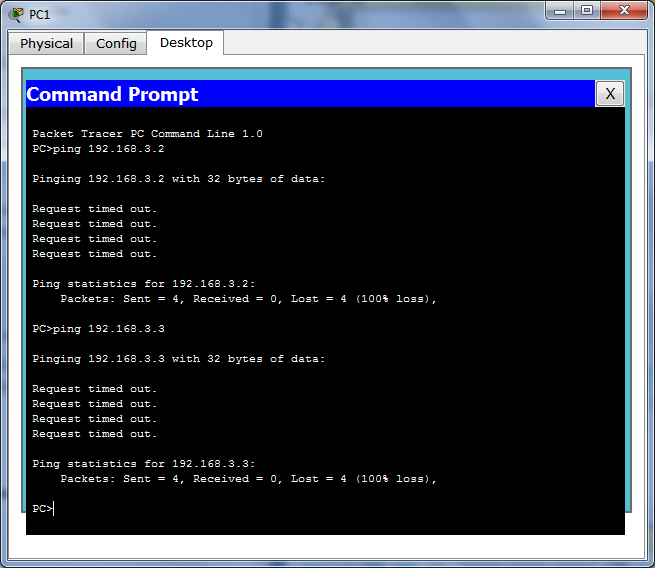 PC1
Physical Config Desktop
Command Prompt X
Packet Tracer PC Command Line 1.0
PC>ping 192.168.3.2
Pinging 192.168.3.2 with 32 bytes of data:
Request timed out.
Request timed out.
Request timed out.
Request timed out.
Ping statistics for 192.168.3.2:
    Packets: Sent = 4, Received = 0, Lost = 4 (100% loss),
PC>ping 192.168.3.3
Pinging 192.168.3.3 with 32 bytes of data:
Request timed out.
Request timed out.
Request timed out.
Request timed out.
Ping statistics for 192.168.3.3:
    Packets: Sent = 4, Received = 0, Lost = 4 (100% loss),
PC>